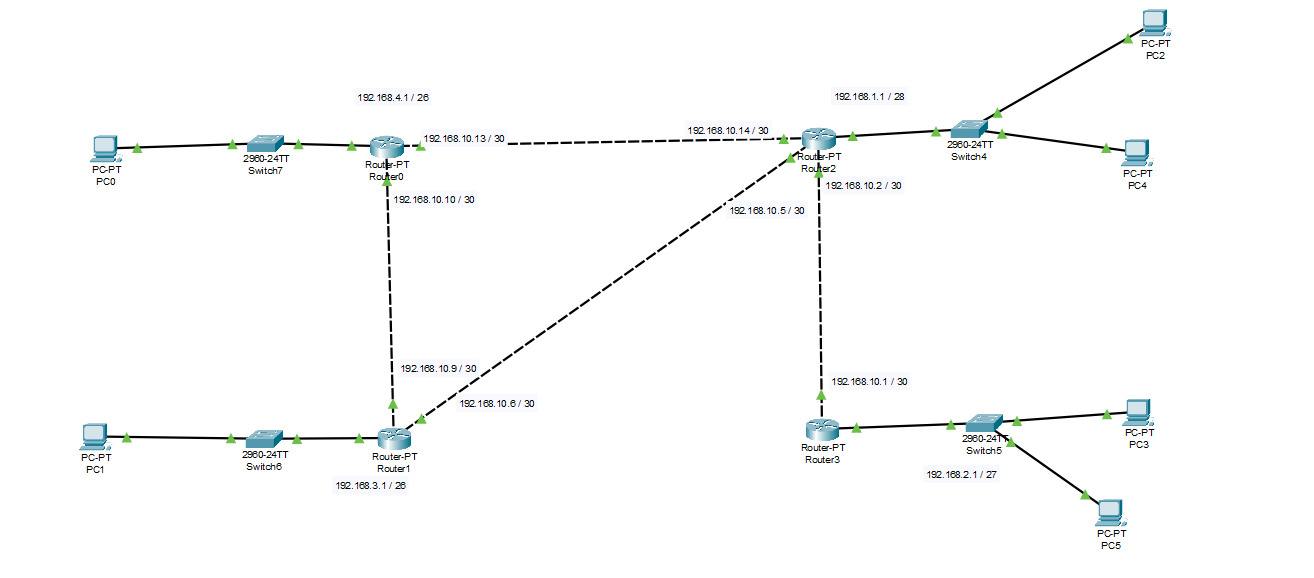 PC-PT
PC2
192.168.4.1 / 26
192.168.1.1 / 28
192.168.10.13 / 30
192.168.10.14 / 30
PC-PT
PC0
2960-24TT
Switch7
Router-PT
Router0
Router-PT
Router2
2960-24TT
Switch4
PC-PT
PC4
192.168.10.10 / 30
192.168.10.2 / 30
192.168.10.5 / 30
192.168.10.9 / 30
192.168.10.6 / 30
192.168.10.1 / 30
PC-PT
PC1
2960-24TT
Switch6
Router-PT
Router1
192.168.3.1 / 26
Router-PT
Router3
2960-24TT
Switch5
PC-PT
PC3
192.168.2.1 / 27
PC-PT
PC5